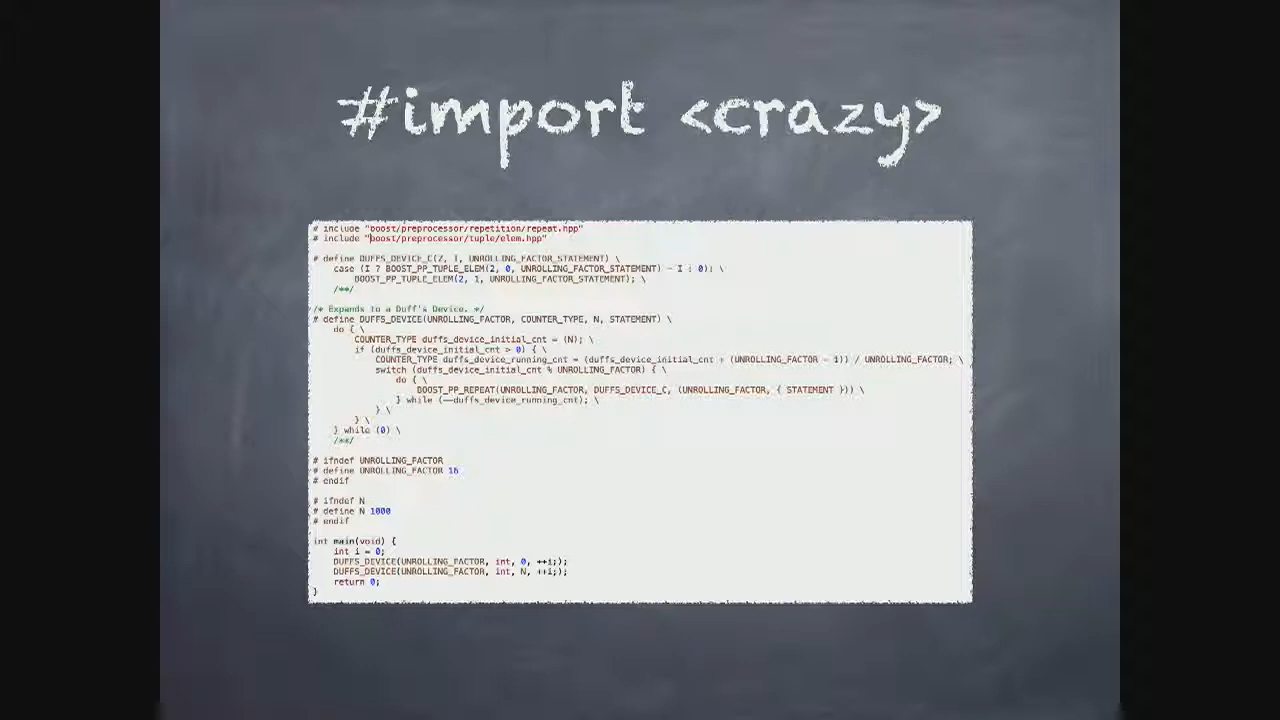 #import <crazy>
# include "boost/preprocessor/repetition/repeat.hpp"
# include "boost/preprocessor/tuple/elem.hpp"
# define DUFFS_DEVICE_C(Z, I, UNROLLING_FACTOR_STATEMENT) \
case (I ? BOOST_PP_TUPLE_ELEM(2, 0, UNROLLING_FACTOR_STATEMENT) - I : 0): \
BOOST_PP_TUPLE_ELEM(2, 1, UNROLLING_FACTOR_STATEMENT); \
/**/
/* Expands to a Duff's Device. */
# define DUFFS_DEVICE(UNROLLING_FACTOR, COUNTER_TYPE, N, STATEMENT) \
do { \
COUNTER_TYPE duffs_device_initial_cnt = (N); \
if (duffs_device_initial_cnt > 0) { \
COUNTER_TYPE duffs_device_running_cnt = (duffs_device_initial_cnt + (UNROLLING_FACTOR - 1)) / UNROLLING_FACTOR; \
switch (duffs_device_initial_cnt % UNROLLING_FACTOR) { \
do { \
BOOST_PP_REPEAT(UNROLLING_FACTOR, DUFFS_DEVICE_C, (UNROLLING_FACTOR, { STATEMENT })) \
} while (--duffs_device_running_cnt); \
} \
} \
} while (0) \
/**/
# ifndef UNROLLING_FACTOR
# define UNROLLING_FACTOR 16
# endif
# ifndef N
# define N 1000
# endif
int main(void) {
int i = 0;
DUFFS_DEVICE(UNROLLING_FACTOR, int, 0, ++i;);
DUFFS_DEVICE(UNROLLING_FACTOR, int, N, ++i;);
return 0;
}